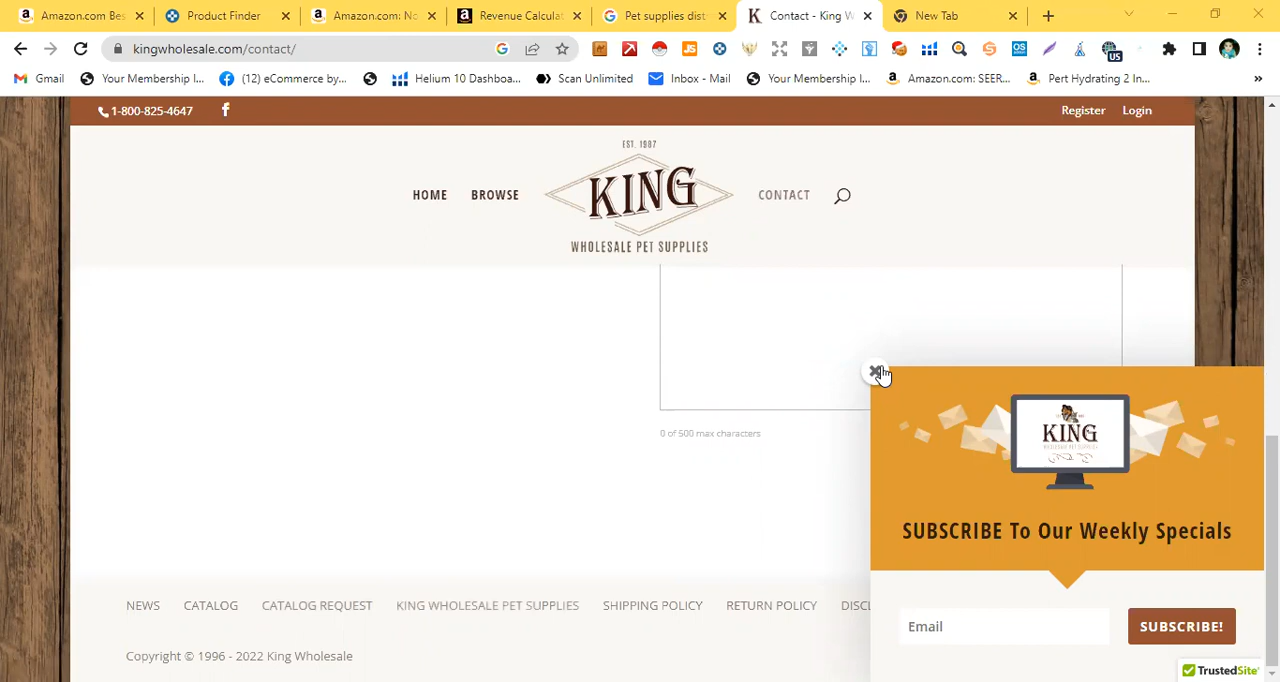 Amazon.com Bes
Product Finder
Amazon.com: No
Revenue Calculat
Pet supplies dist
Contact - King W
New Tab
kingwholesale.com/contact/
Gmail
Your Membership I...
(12) eCommerce by...
Helium 10 Dashboa...
Scan Unlimited
Inbox - Mail
Your Membership I...
Amazon.com: SEER...
Pert Hydrating 2 In...
»
1-800-825-4647
Register
Login
EST. 1987
HOME
BROWSE
KING
CONTACT
WHOLESALE PET SUPPLIES
0 of 500 max characters
KING
SUBSCRIBE To Our Weekly Specials
NEWS
CATALOG
CATALOG REQUEST
KING WHOLESALE PET SUPPLIES
SHIPPING POLICY
RETURN POLICY
DISCL
Email
SUBSCRIBE!
Copyright © 1996 - 2022 King Wholesale
TrustedSite